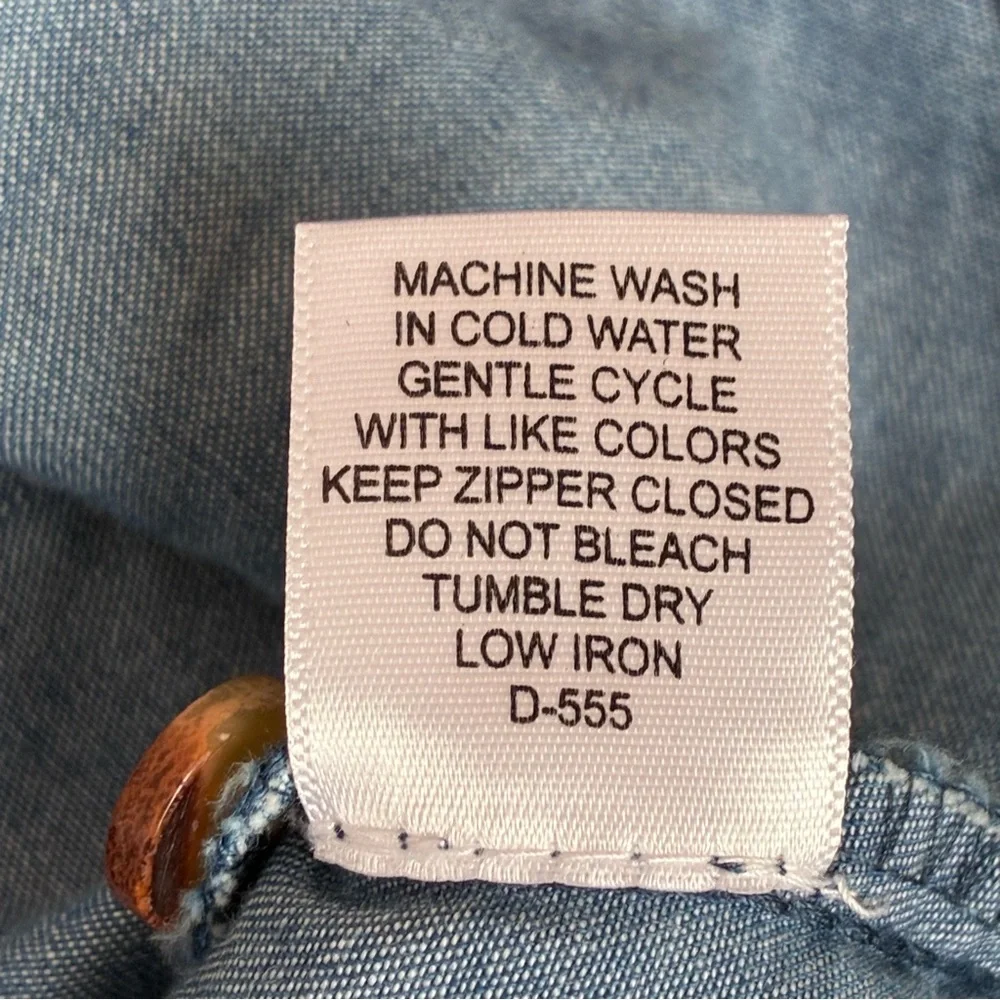 MACHINE WASH
IN COLD WATER
GENTLE CYCLE
WITH LIKE COLORS
KEEP ZIPPER CLOSED
DO NOT BLEACH
TUMBLE DRY
LOW IRON
D-555